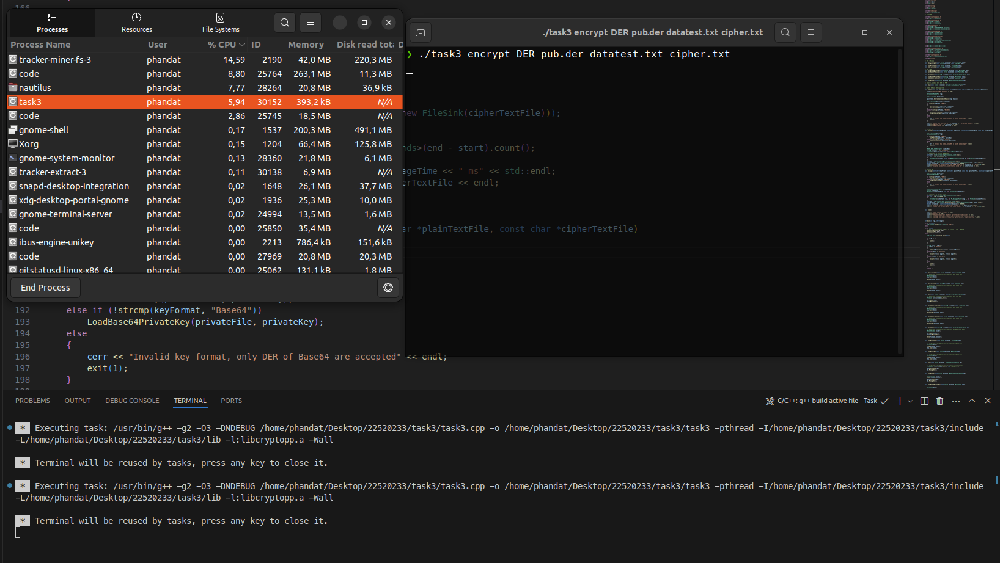 166
Processes
Resources
File Systems
Process Name User % CPU ID Memory Disk read tota D
tracker-miner-fs-3 phandat 14,59 2190 42,0 MB 220,3 MB
code phandat 8,80 25764 263,1 MB 11,3 MB
nautilus phandat 7,77 28264 20,8 MB 36,9 kB
task3 phandat 5,94 30152 393,2 kB N/A
code phandat 2,86 25745 18,5 MB N/A
gnome-shell phandat 0,17 1537 200,3 MB 491,1 MB
Xorg phandat 0,15 1204 66,4 MB 125,8 MB
gnome-system-monitor phandat 0,13 28360 21,8 MB 6,1 MB
tracker-extract-3 phandat 0,11 30138 6,9 MB N/A
snapd-desktop-integration phandat 0,02 1648 26,1 MB 37,7 MB
xdg-desktop-portal-gnome phandat 0,02 1936 25,3 MB 10,0 MB
gnome-terminal-server phandat 0,02 24994 13,5 MB 1,6 MB
code phandat 0,00 25850 35,4 MB N/A
ibus-engine-unikey phandat 0,00 2213 786,4 kB 151,6 kB
code phandat 0,00 27969 20,8 MB 20,3 MB
gitstatusd-linux-x86_64 phandat 0,00 25062 131,1 kB 1,8 MB
End Process
./task3 encrypt DER pub.der datatest.txt cipher.txt
❯ ./task3 encrypt DER pub.der datatest.txt cipher.txt
new FileSink(cipherTextFile)));
nds>(end - start).count();
ageTime << " ms" << std::endl;
erTextFile << endl;
ar *plainTextFile, const char *cipherTextFile)
192 else if (!strcmp(keyFormat, "Base64"))
193 LoadBase64PrivateKey(privateFile, privateKey);
194 else
195 {
196 cerr << "Invalid key format, only DER of Base64 are accepted" << endl;
197 exit(1);
198 }
199
PROBLEMS OUTPUT DEBUG CONSOLE TERMINAL PORTS
C/C++: g++ build active file - Task
* Executing task: /usr/bin/g++ -g2 -O3 -DNDEBUG /home/phandat/Desktop/22520233/task3/task3.cpp -o /home/phandat/Desktop/22520233/task3/task3 -pthread -I/home/phandat/Desktop/22520233/task3/include
-L/home/phandat/Desktop/22520233/task3/lib -l:libcryptopp.a -Wall
* Terminal will be reused by tasks, press any key to close it.
* Executing task: /usr/bin/g++ -g2 -O3 -DNDEBUG /home/phandat/Desktop/22520233/task3/task3.cpp -o /home/phandat/Desktop/22520233/task3/task3 -pthread -I/home/phandat/Desktop/22520233/task3/include
-L/home/phandat/Desktop/22520233/task3/lib -l:libcryptopp.a -Wall
* Terminal will be reused by tasks, press any key to close it.